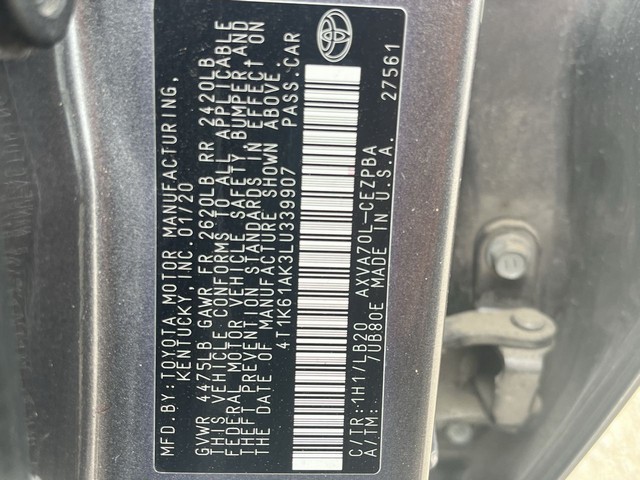 MFD. BY: TOYOTA MOTOR MANUFACTURING,
KENTUCKY, INC. 01/20
GVWR 4475LB GAWR FR 2620LB RR 2420LB
THIS VEHICLE CONFORMS TO ALL APPLICABLE
FEDERAL MOTOR VEHICLE SAFETY, BUMPER, AND
THEFT PREVENTION STANDARDS IN EFFECT ON
THE DATE OF MANUFACTURE SHOWN ABOVE.
4T1K61AK3LU339907 PASS. CAR
C/TR: 1H1/LB20 AXVA70L-CEZPBA
A/TM: /UB80E MADE IN U.S.A. 27561